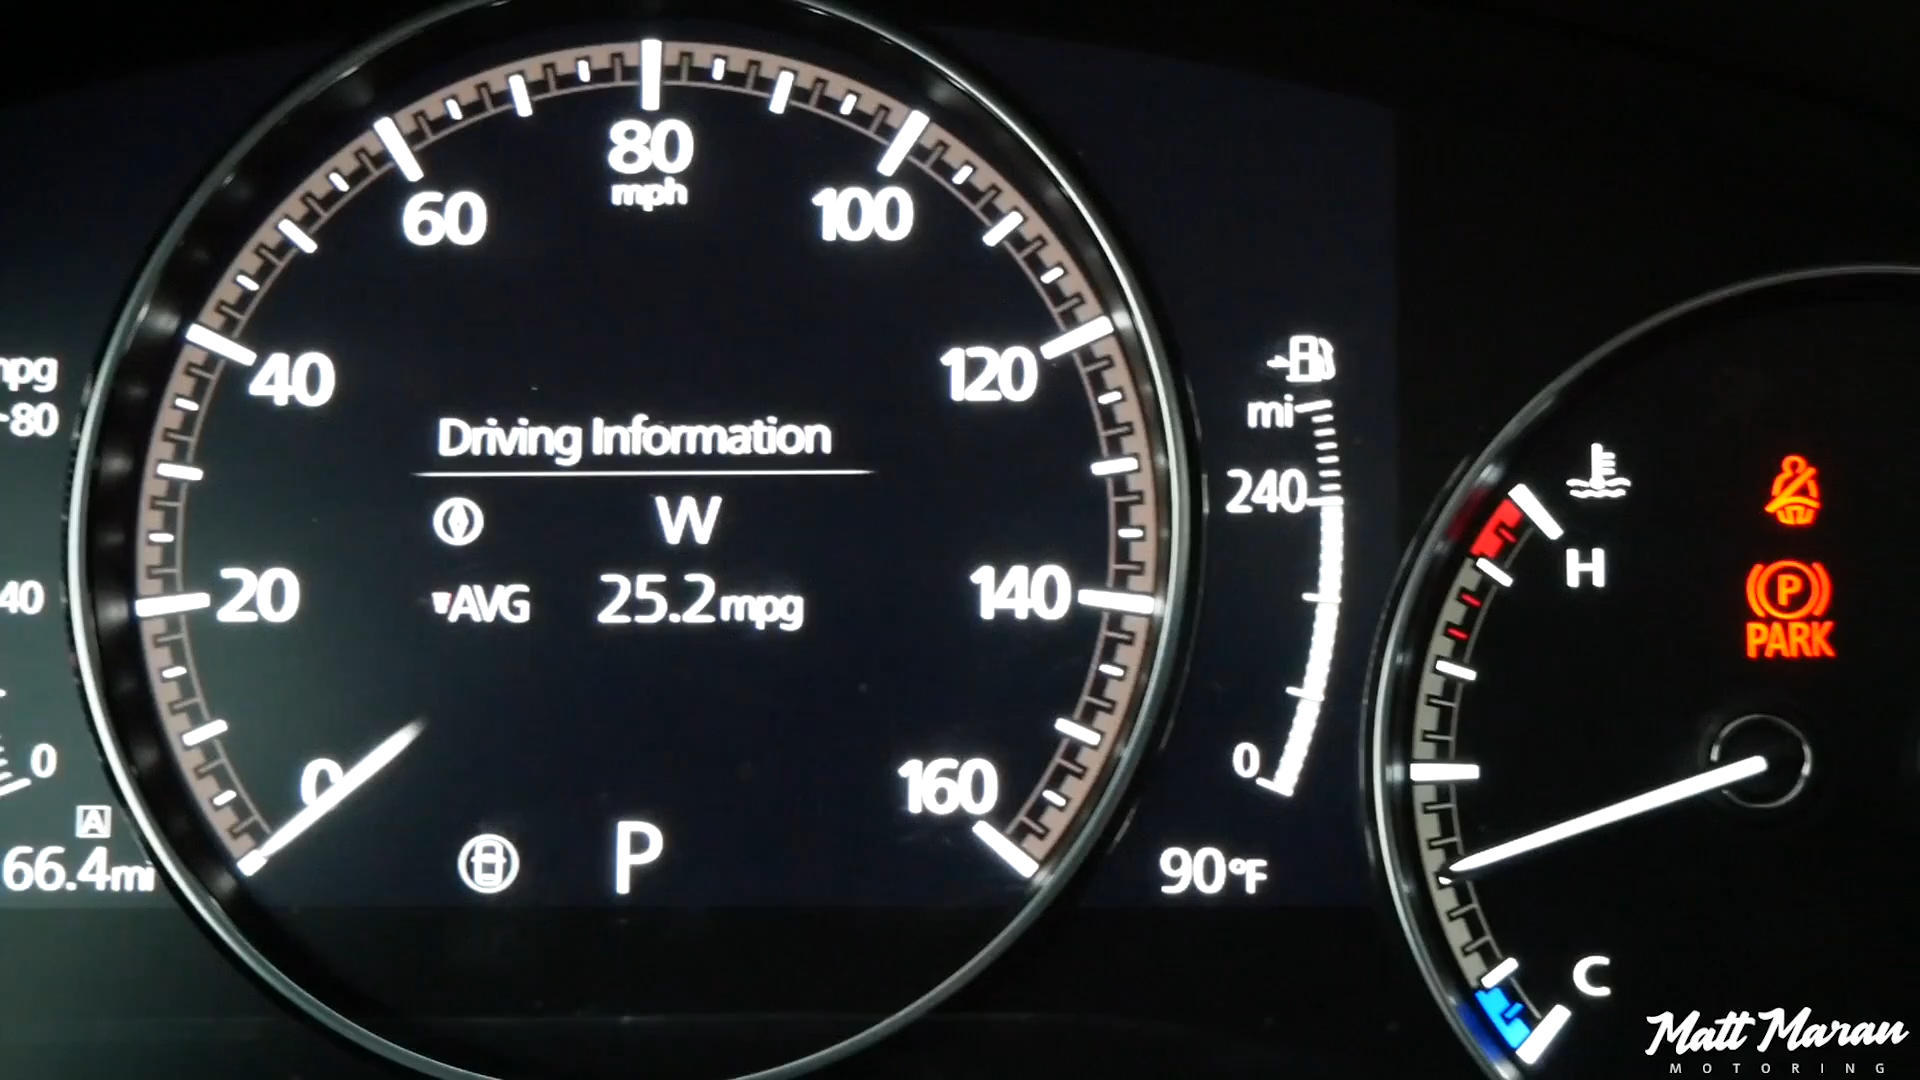 80
mph
60
100
40
120
20
140
0
160
Driving Information
W
AVG 25.2mpg
P
mpg
80
40
0
A
66.4mi
mi
240
0
90°F
H
C
P
PARK
Matt Maran
MOTORING